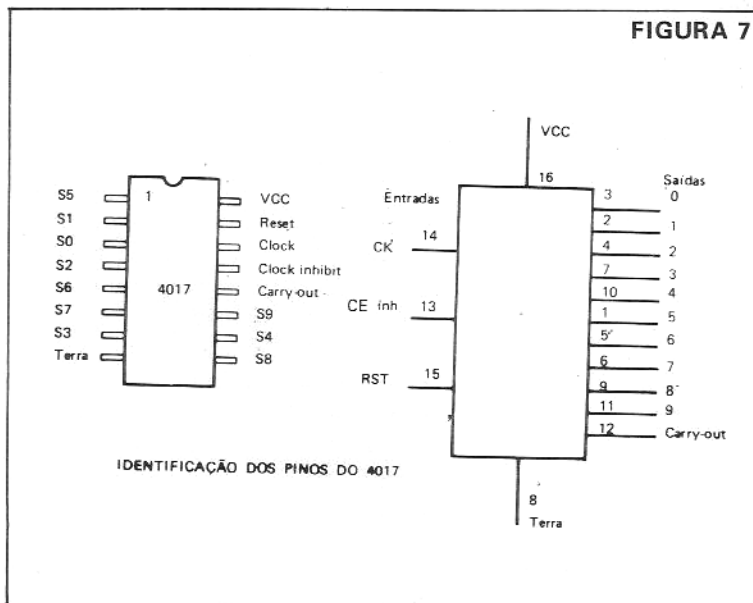 FIGURA 7
S5
S1
S0
S2
S6
S7
S3
Terra
1
4017
VCC
Reset
Clock
Clock inhibit
Carry-out
S9
S4
S8
IDENTIFICAÇÃO DOS PINOS DO 4017
VCC
16
Entradas
14
CK
CE inh 13
RST 15
Saídas
3 0
2 1
4 2
7 3
10 4
1 5
5 6
6 7
9 8
11 9
12 Carry-out
8
Terra